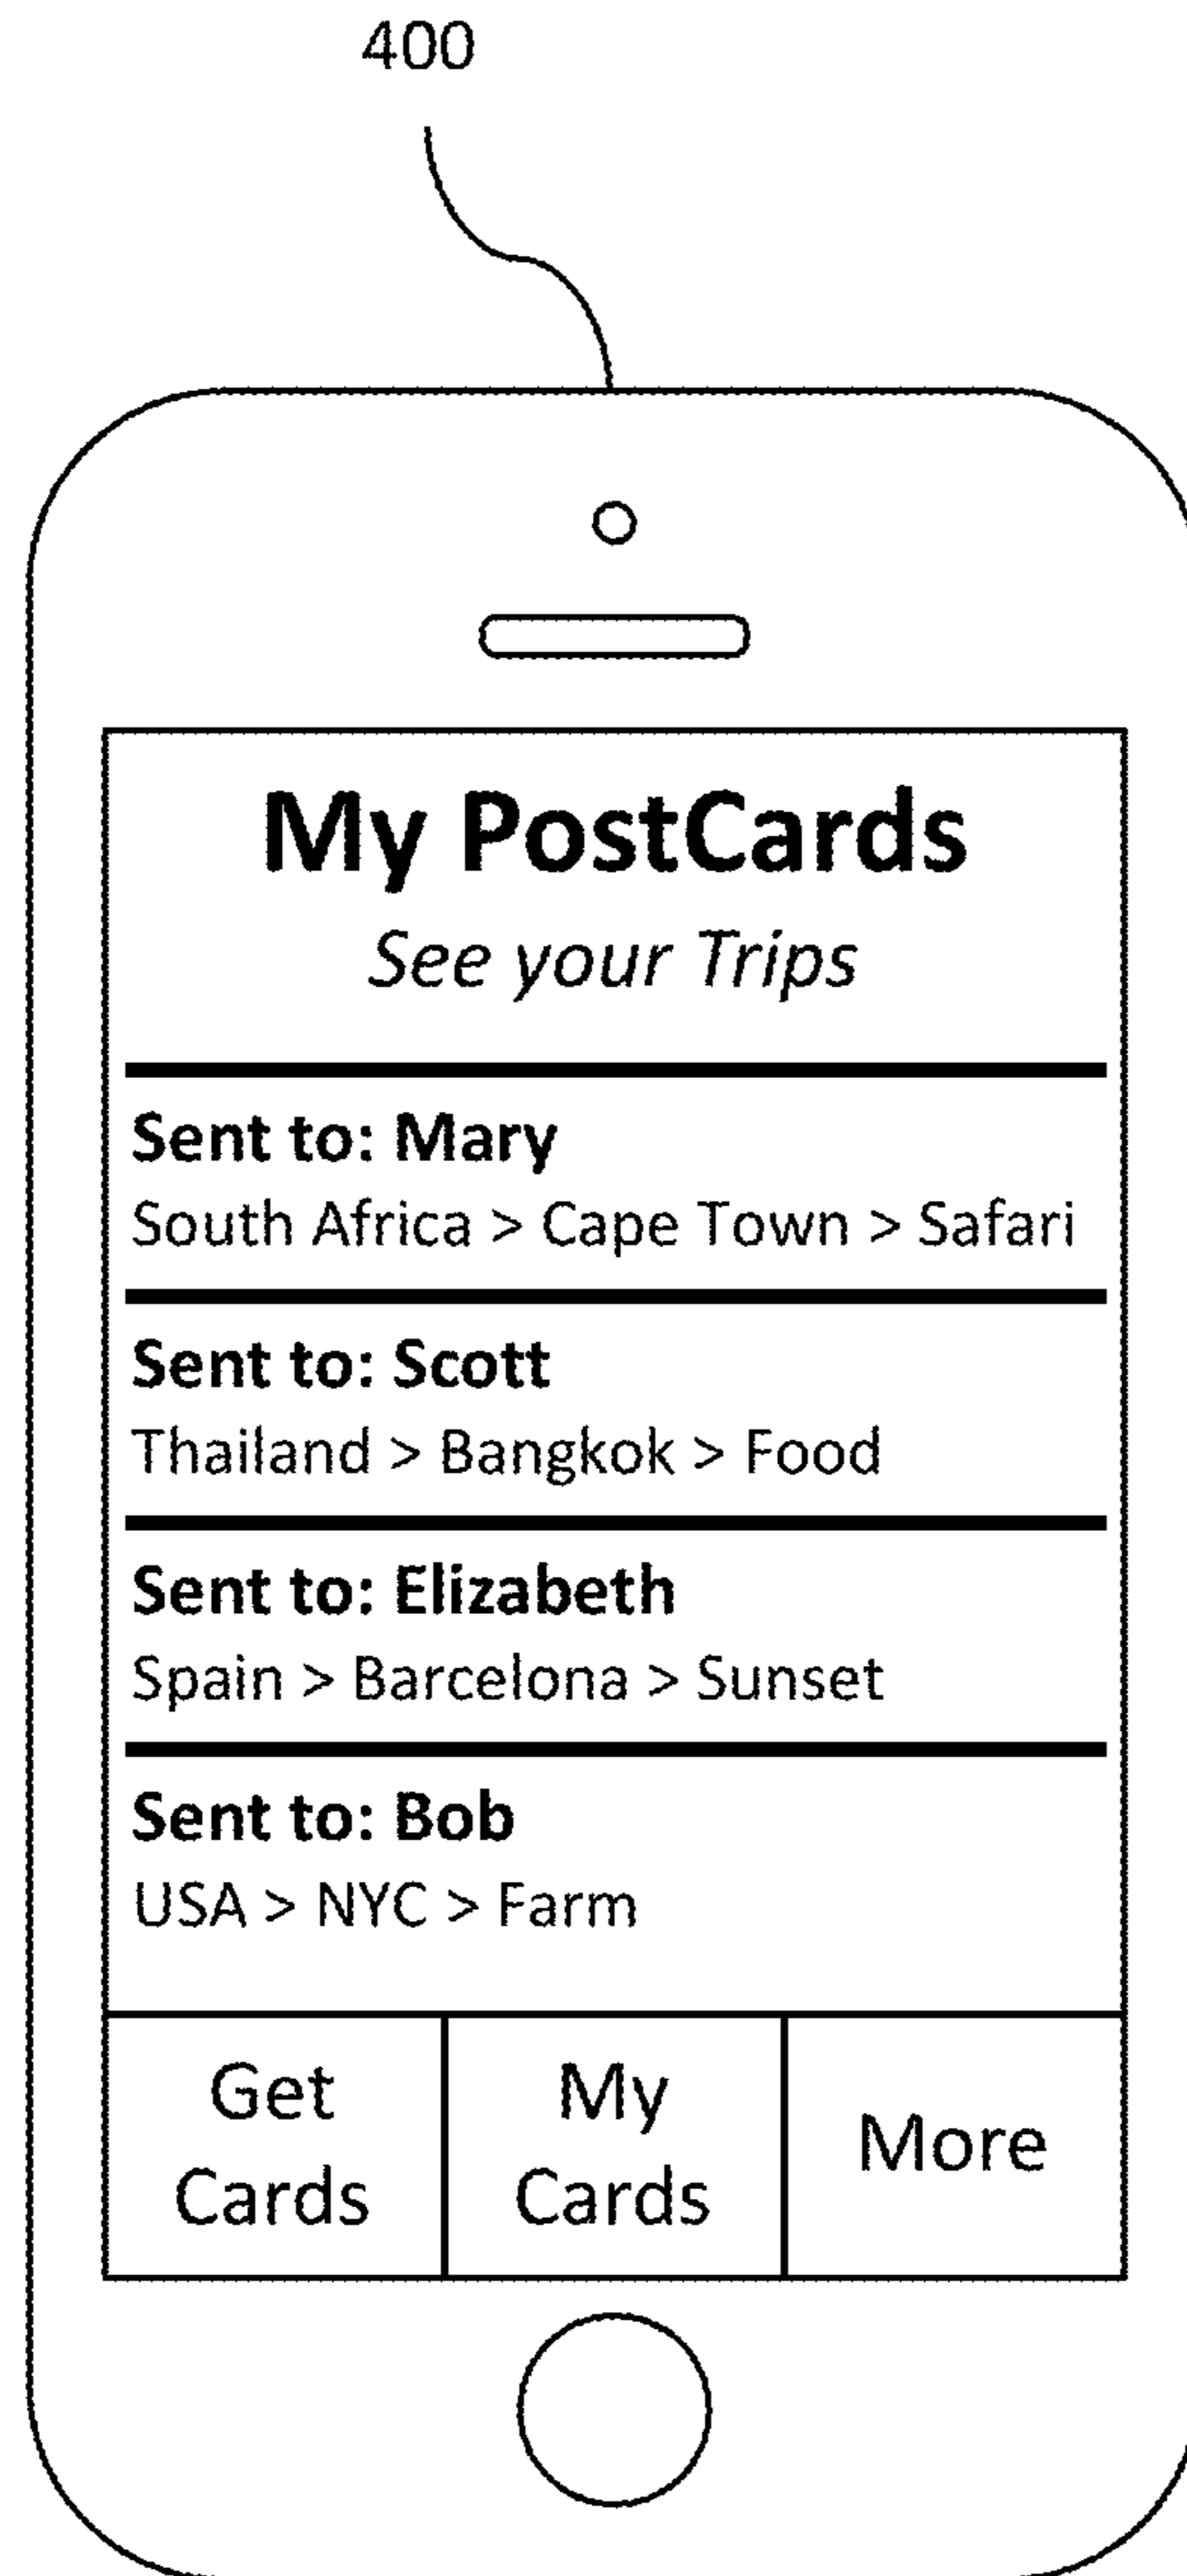 400
My PostCards
See your Trips
Sent to: Mary
South Africa > Cape Town > Safari
Sent to: Scott
Thailand > Bangkok > Food
Sent to: Elizabeth
Spain > Barcelona > Sunset
Sent to: Bob
USA > NYC > Farm
Get
Cards
My
Cards
More